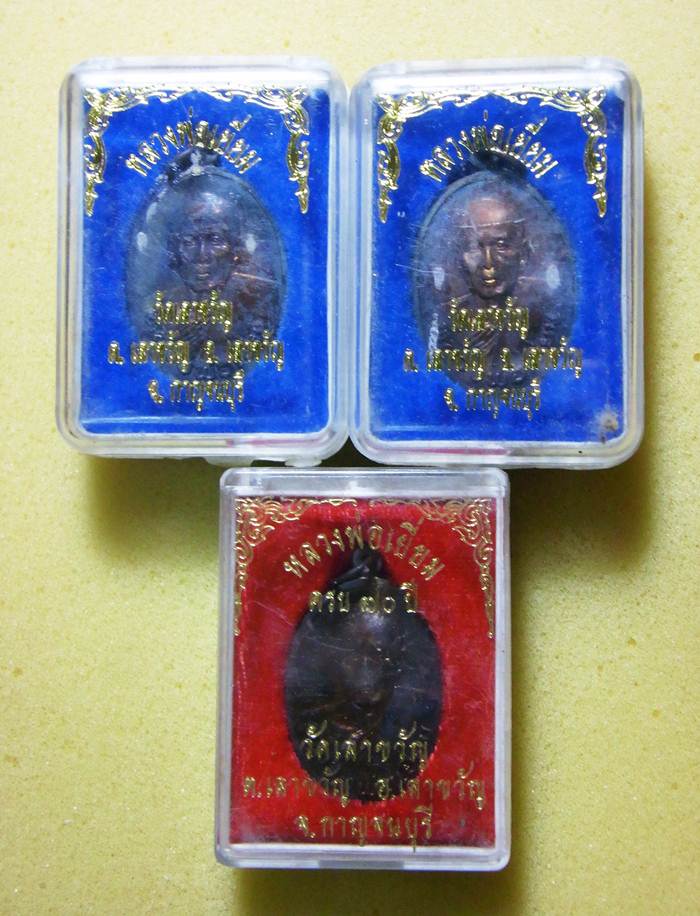 หลวงพ่อเยี่ยม
วัดเลาขวัญ
ต. เลาขวัญ อ. เลาขวัญ
จ. กาญจนบุรี
หลวงพ่อเยี่ยม
วัดเลาขวัญ
ต. เลาขวัญ อ. เลาขวัญ
จ. กาญจนบุรี
หลวงพ่อเยี่ยม
ครบ ๗๐ ปี
วัดเลาขวัญ
ต.เลาขวัญ อ.เลาขวัญ
จ.กาญจนบุรี